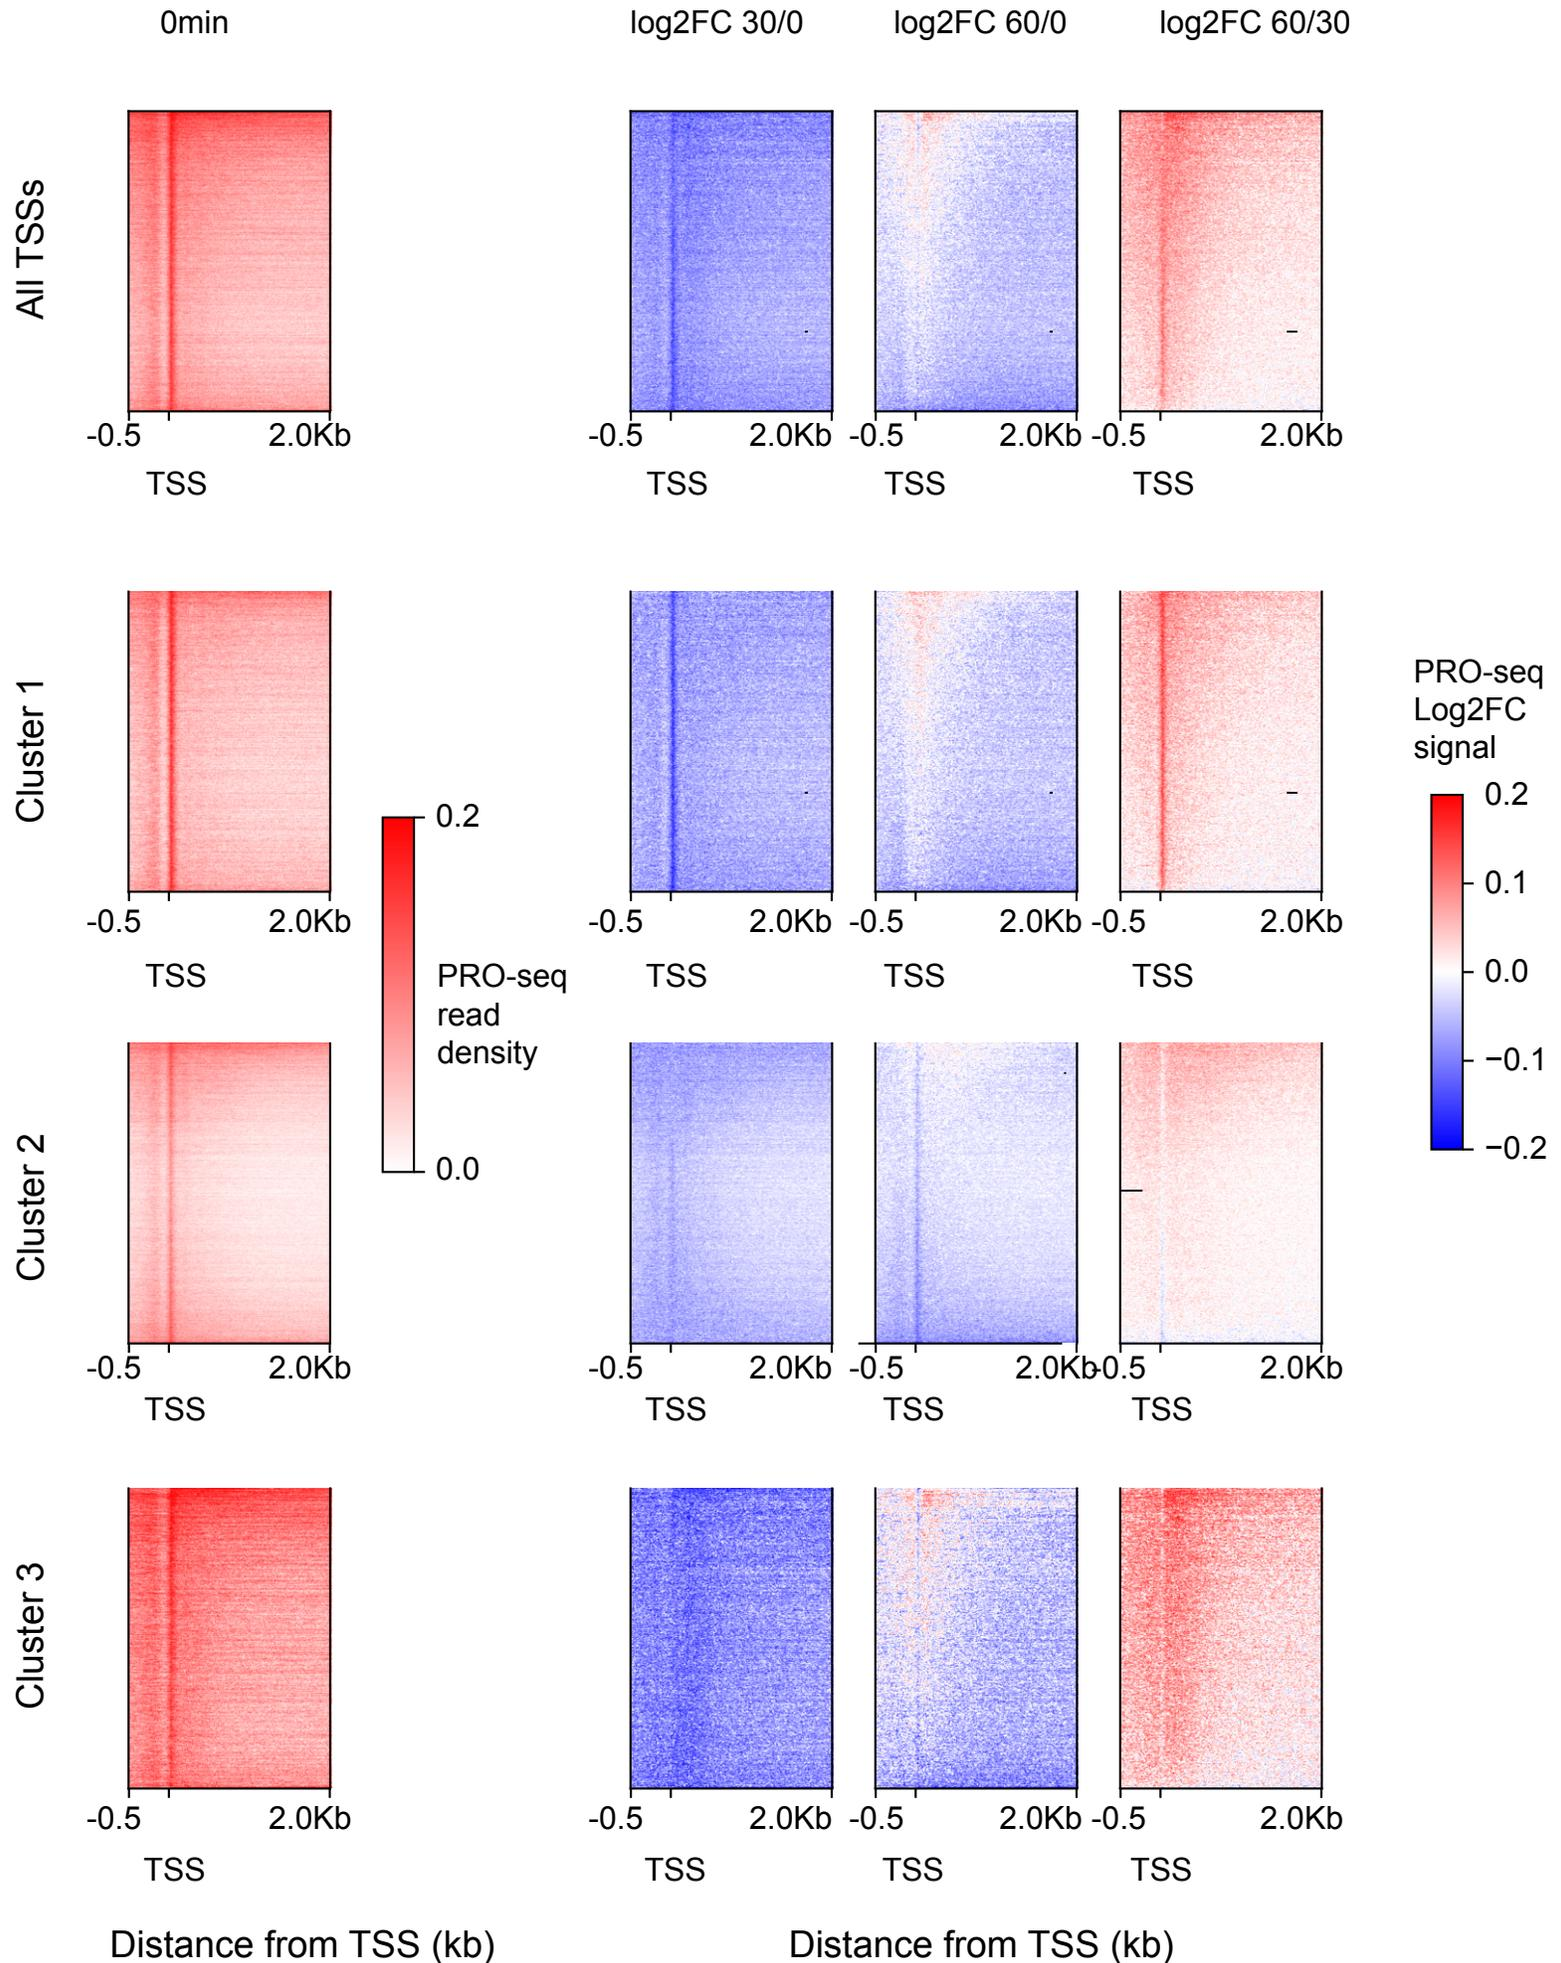 0min
log2FC 30/0
log2FC 60/0
log2FC 60/30
All TSSs
-0.5
2.0Kb
-0.5
2.0Kb
-0.5
2.0Kb
-0.5
2.0Kb
TSS
TSS
TSS
TSS
Cluster 1
-0.5
2.0Kb
-0.5
2.0Kb
-0.5
2.0Kb
-0.5
2.0Kb
TSS
TSS
TSS
TSS
0.2
PRO-seq
read
density
0.0
PRO-seq
Log2FC
signal
0.2
0.1
0.0
−0.1
−0.2
Cluster 2
-0.5
2.0Kb
-0.5
2.0Kb
-0.5
2.0Kb
-0.5
2.0Kb
TSS
TSS
TSS
TSS
Cluster 3
-0.5
2.0Kb
-0.5
2.0Kb
-0.5
2.0Kb
-0.5
2.0Kb
TSS
TSS
TSS
TSS
Distance from TSS (kb)
Distance from TSS (kb)